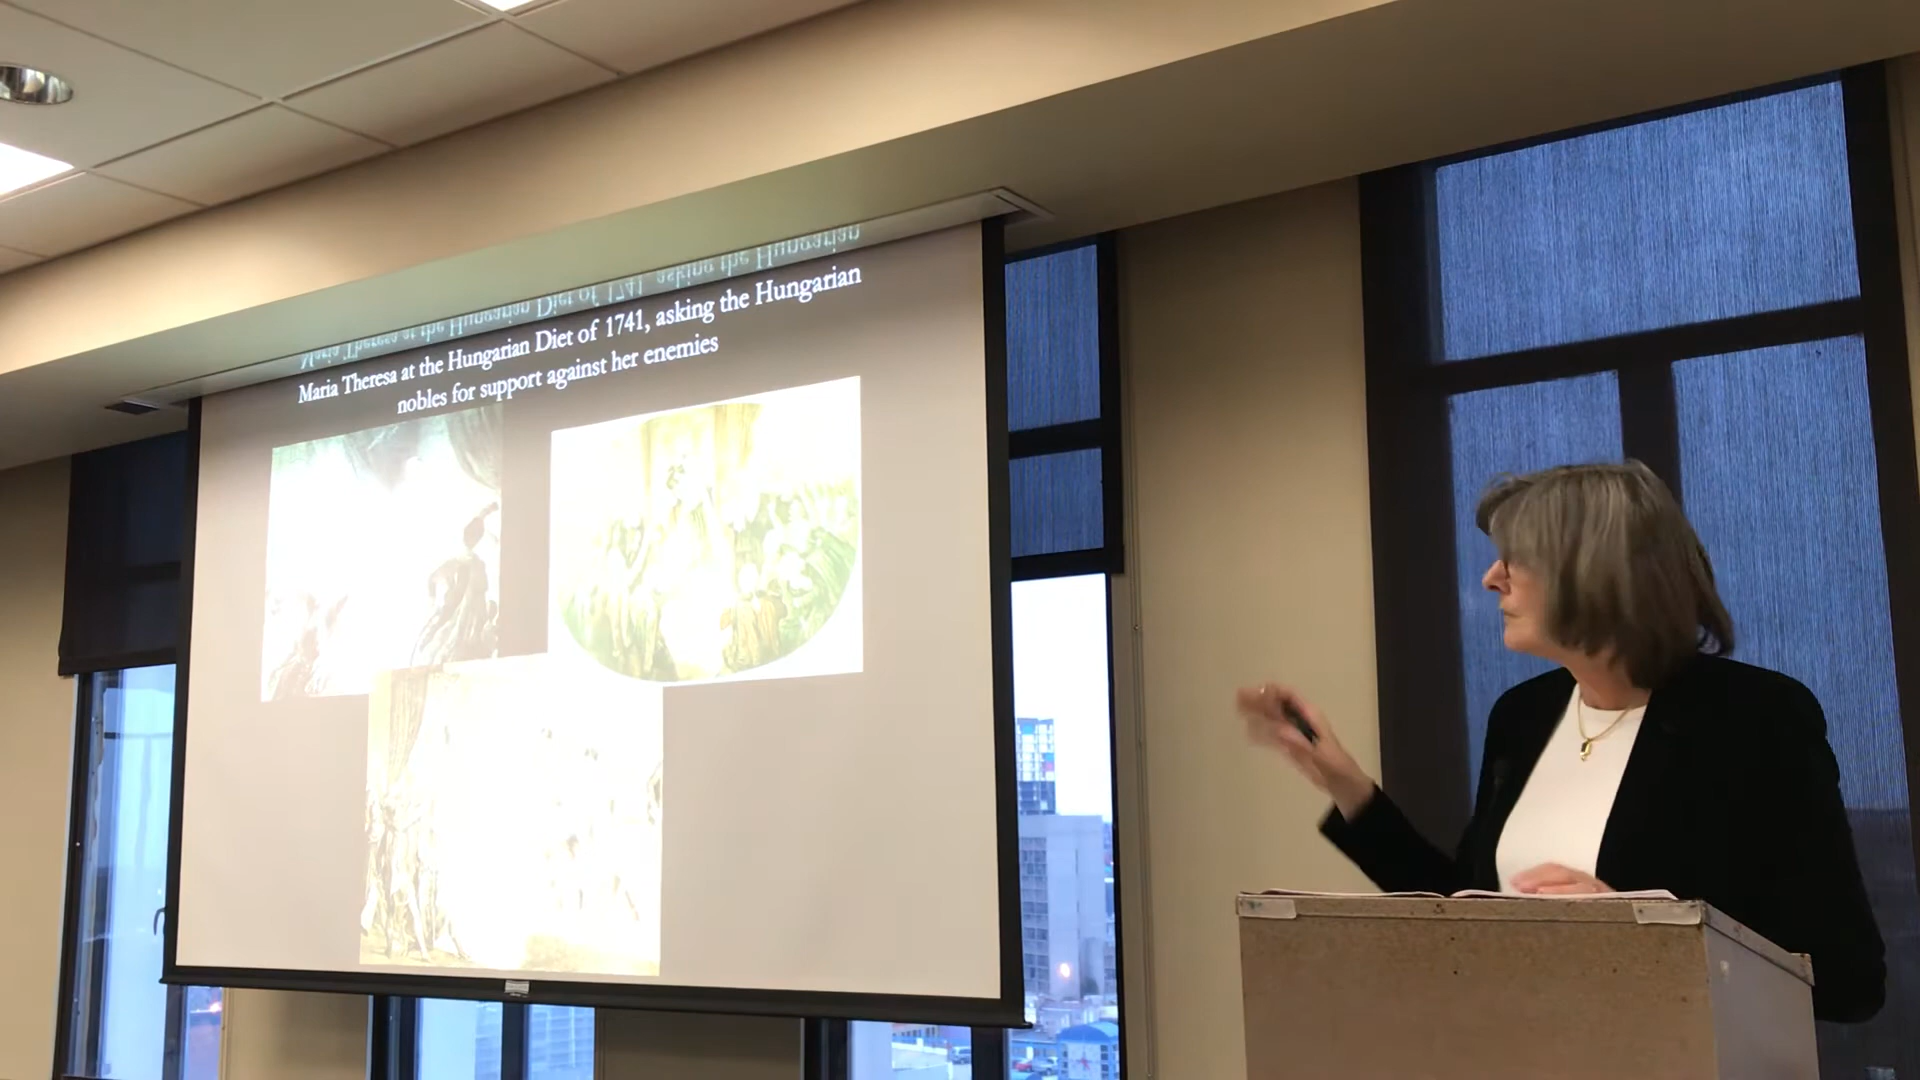 Maria Theresa at the Hungarian Diet of 1741, asking the Hungarian
nobles for support against her enemies